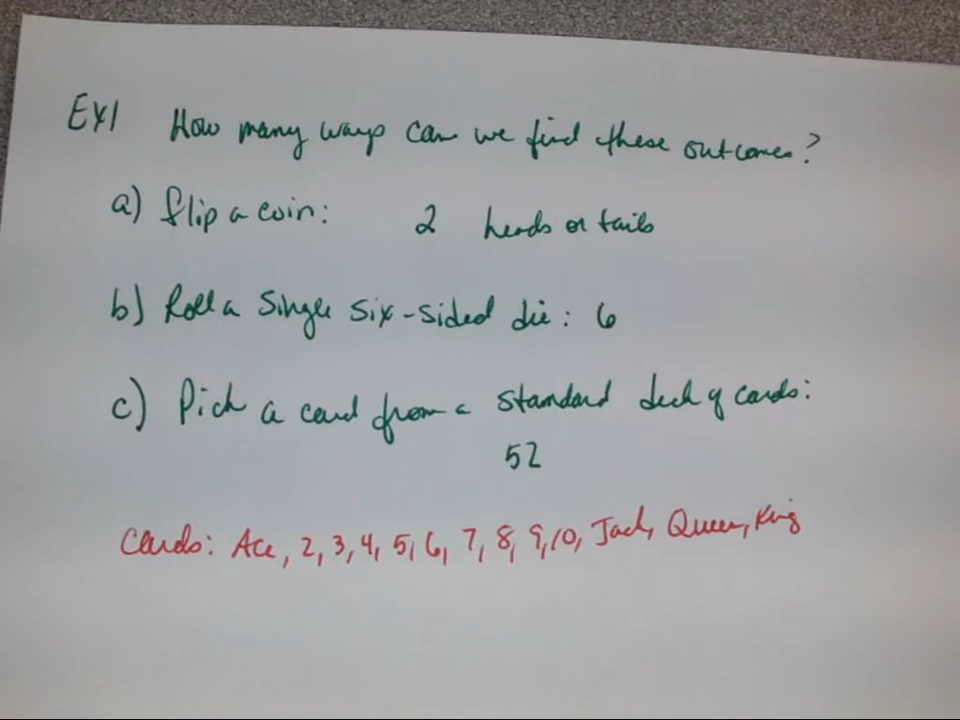 Ex1 How many ways can we find these outcomes?
a) flip a coin: 2 heads or tails
b) Roll a single six-sided die: 6
c) Pick a card from a standard deck of cards:
52
Cards: Ace, 2, 3, 4, 5, 6, 7, 8, 9, 10, Jack, Queen, King